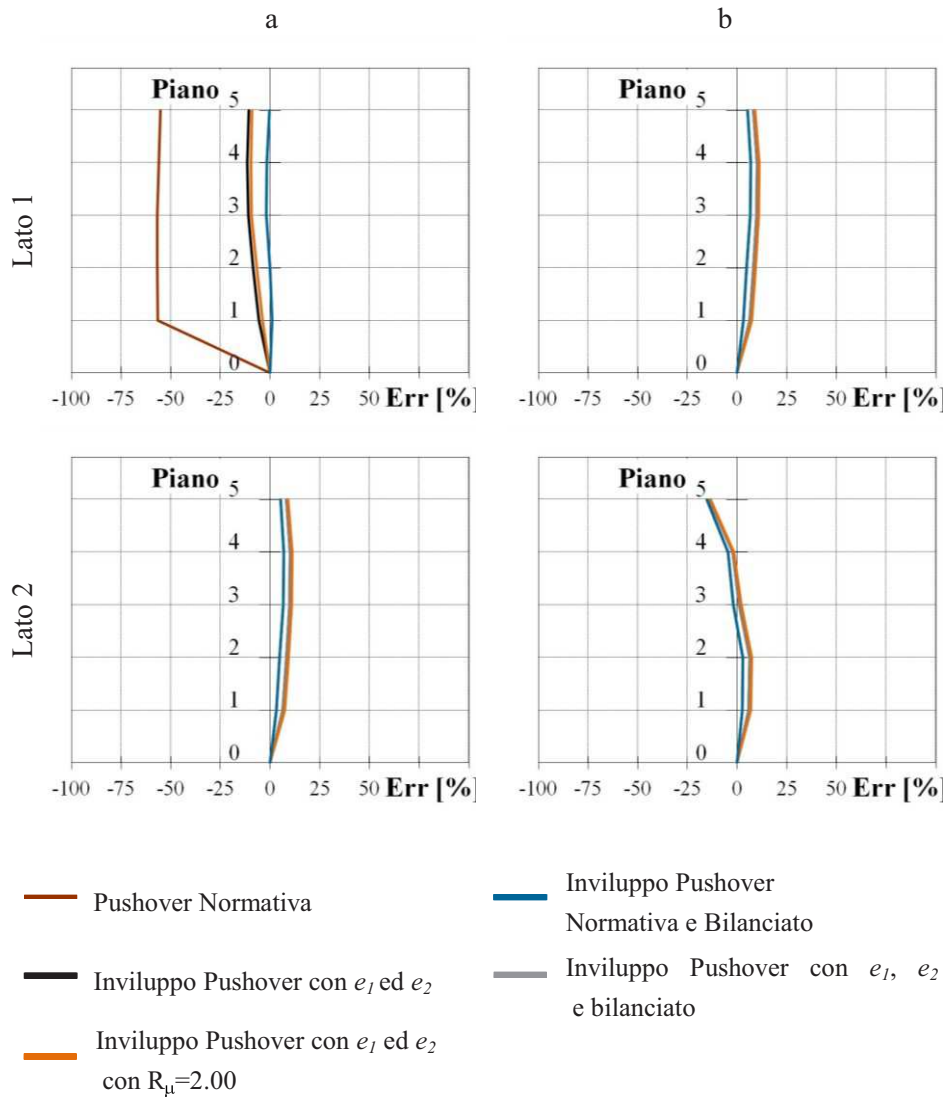 a
b
Lato 1
Piano
5
4
3
2
1
0
-100 -75 -50 -25 0 25 50 Err [%]
Piano
5
4
3
2
1
0
-100 -75 -50 -25 0 25 50 Err [%]
Lato 2
Piano
5
4
3
2
1
0
-100 -75 -50 -25 0 25 50 Err [%]
Piano
5
4
3
2
1
0
-100 -75 -50 -25 0 25 50 Err [%]
Pushover Normativa
Inviluppo Pushover con e1 ed e2
Inviluppo Pushover con e1 ed e2
con Rμ=2.00
Inviluppo Pushover
Normativa e Bilanciato
Inviluppo Pushover con e1, e2
e bilanciato